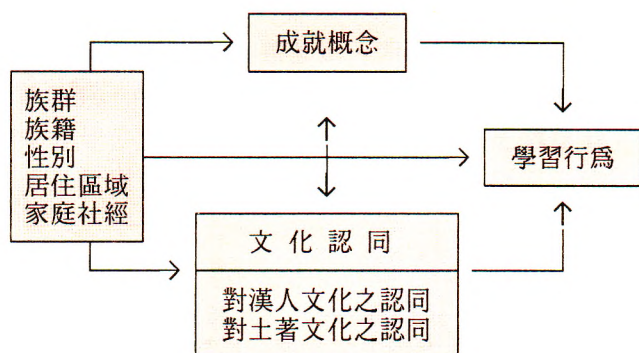 成就概念
族群
族籍
性別
居住區域
家庭社經
學習行爲
文化認同
對漢人文化之認同
對土著文化之認同